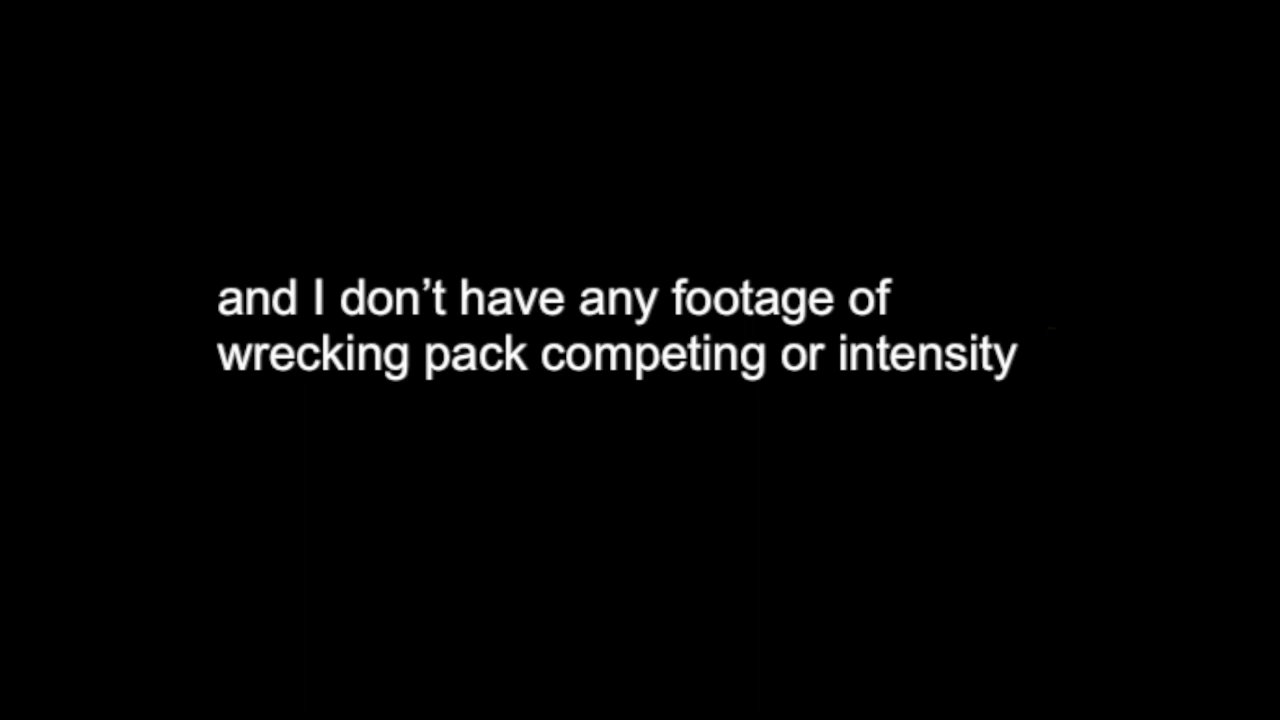 and I don’t have any footage of
wrecking pack competing or intensity